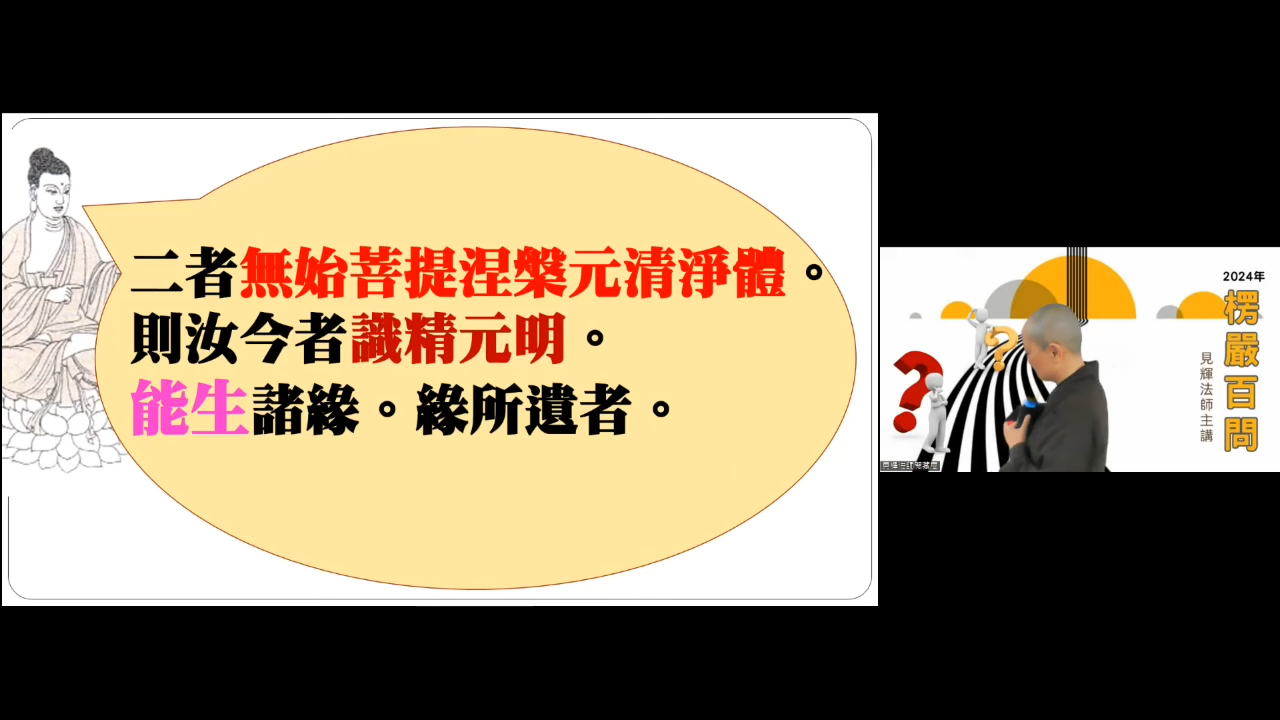 二者無始菩提涅槃元清淨體。
則汝今者識精元明。
能生諸緣。緣所遺者。
2024年
楞嚴百問
見輝法師主講